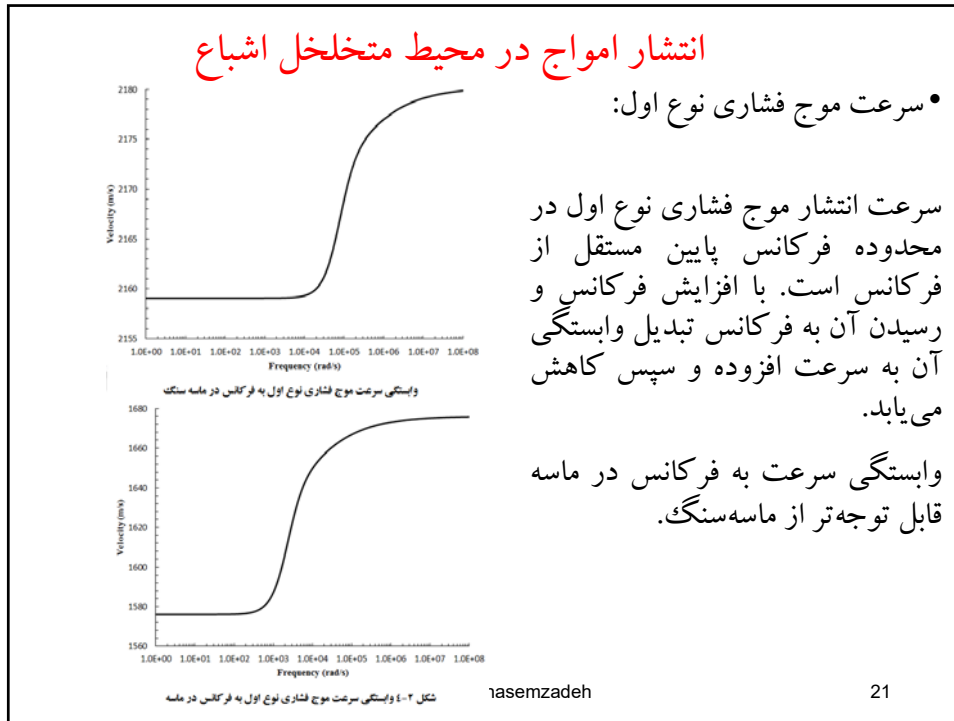 انتشار امواج در محیط متخلخل اشباع
•سرعت موج فشاری نوع اول:
سرعت انتشار موج فشاری نوع اول در
محدوده فرکانس پایین مستقل از
فرکانس است. با افزایش فرکانس و
رسیدن آن به فرکانس تبدیل وابستگی
آن به سرعت افزوده و سپس کاهش
می‌یابد.
وابستگی سرعت به فرکانس در ماسه
قابل توجه‌تر از ماسه‌سنگ.
2180
2175
2170
2165
2160
2155
Velocity (m/s)
1.0E+00 1.0E+01 1.0E+02 1.0E+03 1.0E+04 1.0E+05 1.0E+06 1.0E+07 1.0E+08
Frequency (rad/s)
وابستگی سرعت موج فشاری نوع اول به فرکانس در ماسه سنگ
1680
1660
1640
1620
1600
1580
1560
Velocity (m/s)
1.0E+00 1.0E+01 1.0E+02 1.0E+03 1.0E+04 1.0E+05 1.0E+06 1.0E+07 1.0E+08
Frequency (rad/s)
شکل ۲-٤ وابستگی سرعت موج فشاری نوع اول به فرکانس در ماسه
hasemzadeh
21